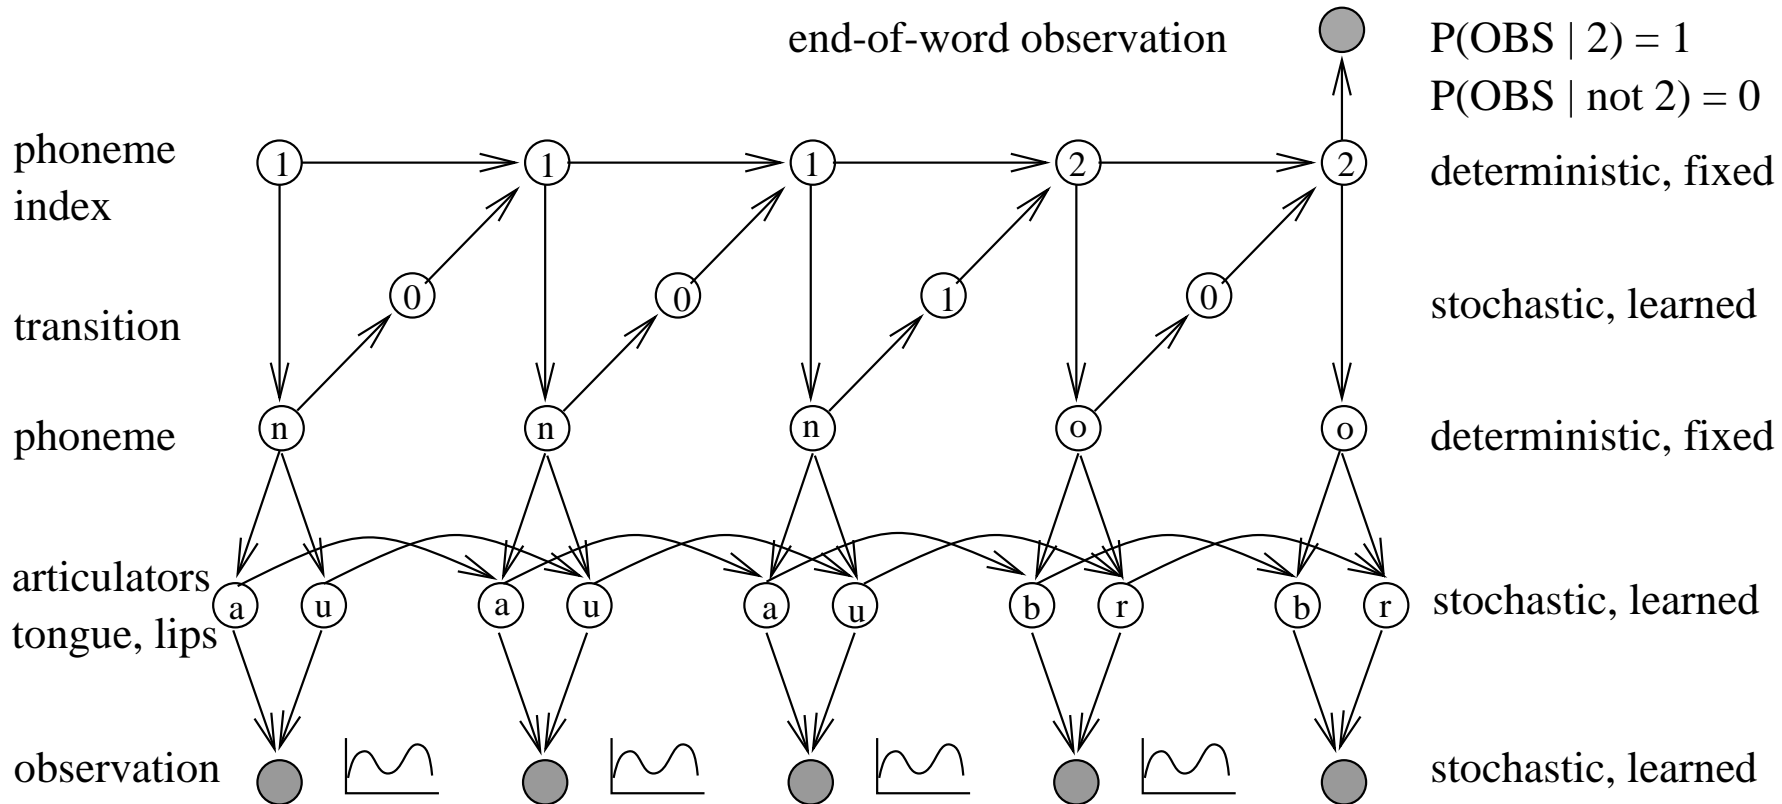 end-of-word observation
P(OBS | 2) = 1
P(OBS | not 2) = 0
phoneme
index
1 1 1 2 2
deterministic, fixed
transition
0 0 1 0
stochastic, learned
phoneme
n n n o o
deterministic, fixed
articulators
tongue, lips
a u a u a u b r b r
stochastic, learned
observation
stochastic, learned